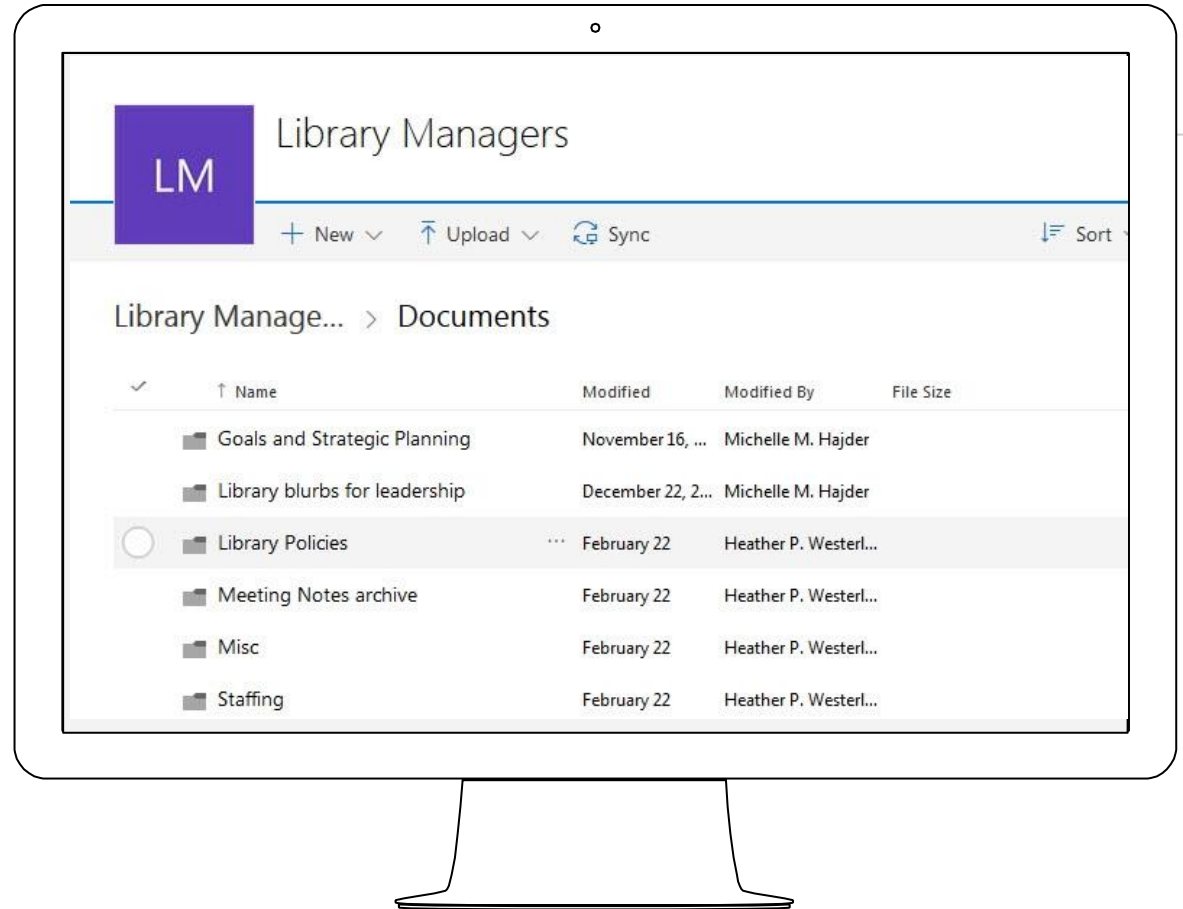 Library Managers
LM
+ New Upload Sync Sort
Library Manage... > Documents
Name Modified Modified By File Size
Goals and Strategic Planning November 16, ... Michelle M. Hajder
Library blurbs for leadership December 22, 2... Michelle M. Hajder
Library Policies ... February 22 Heather P. Westerl...
Meeting Notes archive February 22 Heather P. Westerl...
Misc February 22 Heather P. Westerl...
Staffing February 22 Heather P. Westerl...